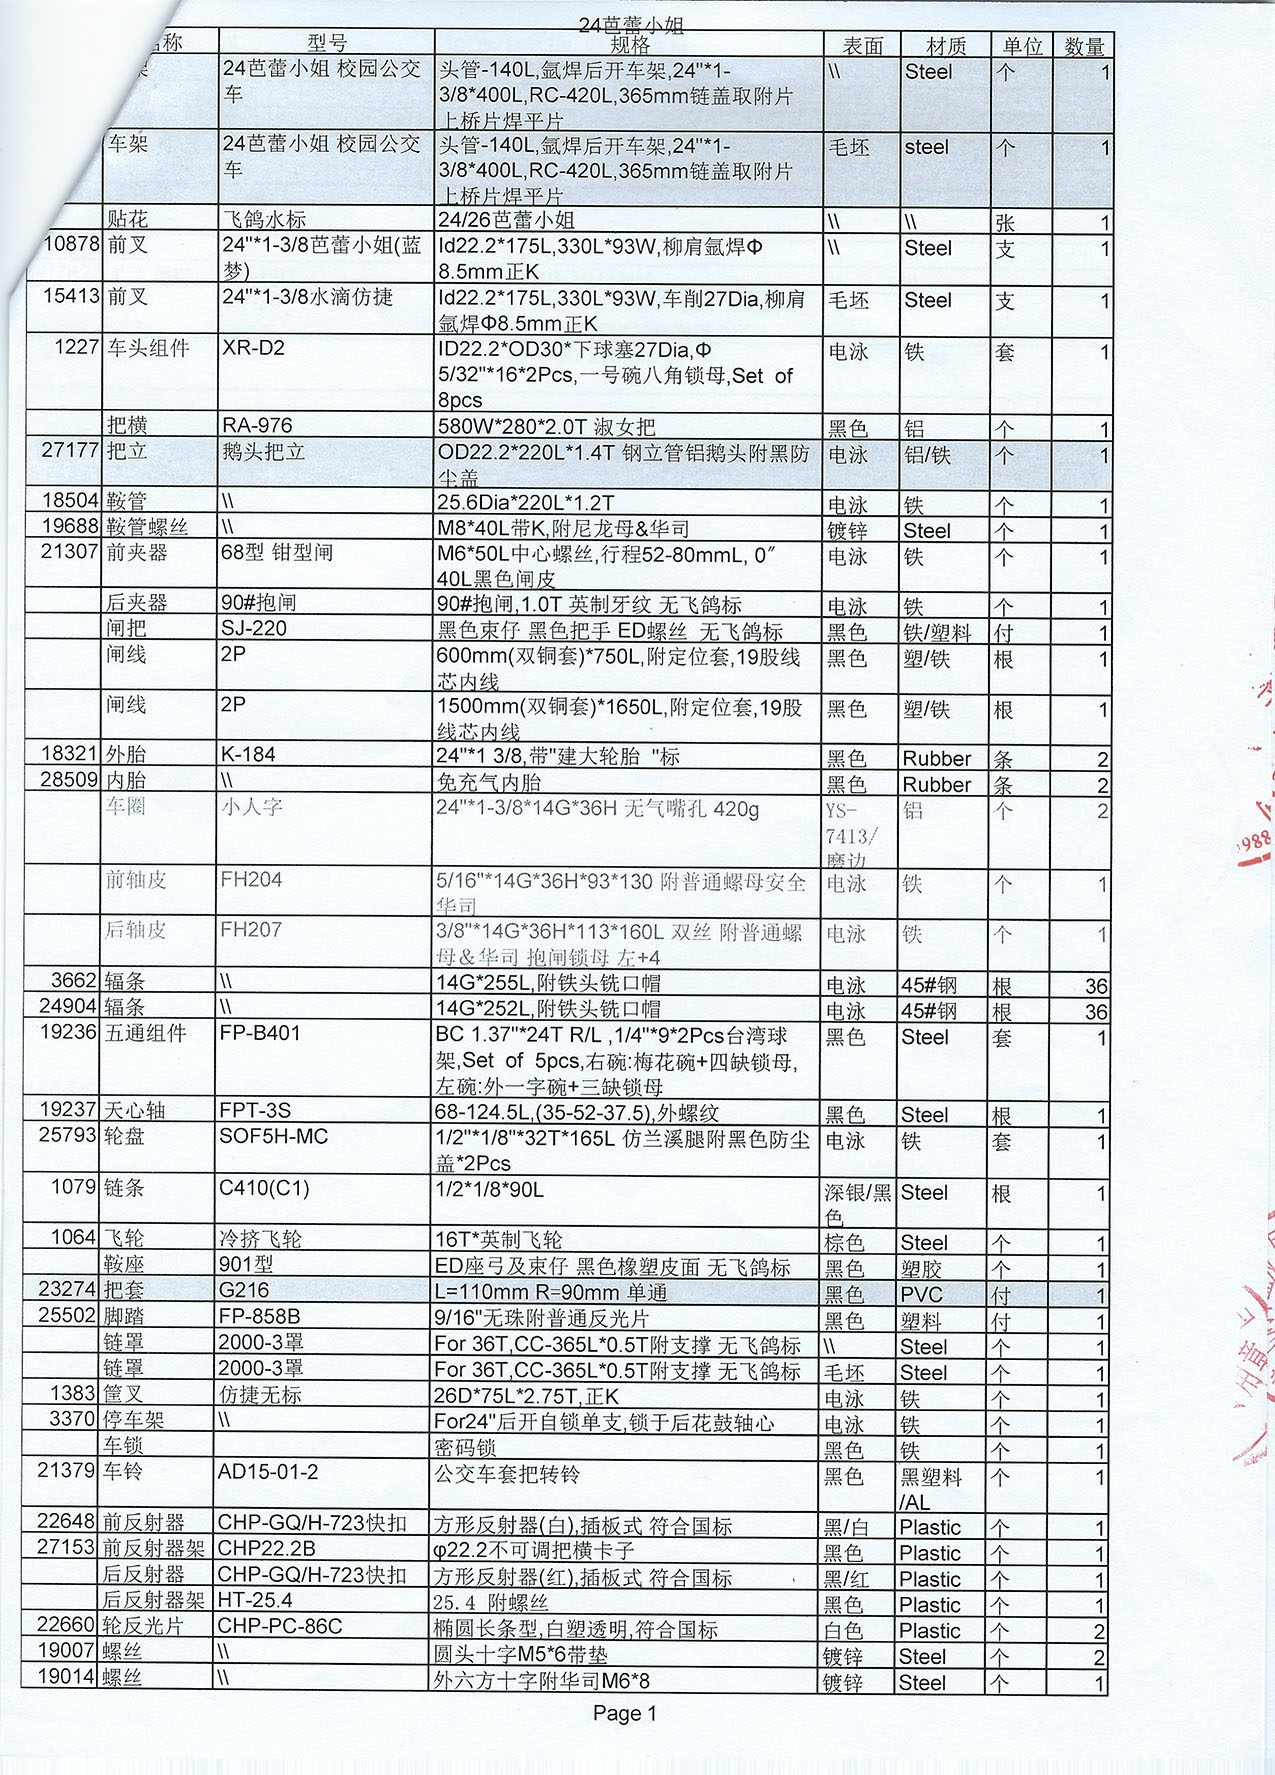 24芭蕾小姐
名称 型号 规格 表面 材质 单位 数量
架 24芭蕾小姐 校园公交 头管-140L,氩焊后开车架,24"*1- \\ Steel 个 1
车 3/8*400L,RC-420L,365mm链盖取附片
上桥片焊平片
车架 24芭蕾小姐 校园公交 头管-140L,氩焊后开车架,24"*1- 毛坯 steel 个 1
车 3/8*400L,RC-420L,365mm链盖取附片
上桥片焊平片
贴花 飞鸽水标 24/26芭蕾小姐 \\ \\ 张 1
10878 前叉 24"*1-3/8芭蕾小姐(蓝 Id22.2*175L,330L*93W,柳肩氩焊Φ \\ Steel 支 1
梦) 8.5mm正K
15413 前叉 24"*1-3/8水滴仿捷 Id22.2*175L,330L*93W,车削27Dia,柳肩 毛坯 Steel 支 1
氩焊Φ8.5mm正K
1227 车头组件 XR-D2 ID22.2*OD30*下球塞27Dia,Φ 电泳 铁 套 1
5/32"*16*2Pcs,一号碗八角锁母,Set of
8pcs
把横 RA-976 580W*280*2.0T 淑女把 黑色 铝 个 1
27177 把立 鹅头把立 OD22.2*220L*1.4T 钢立管铝鹅头附黑防 电泳 铝/铁 个 1
尘盖
18504 鞍管 \\ 25.6Dia*220L*1.2T 电泳 铁 个 1
19688 鞍管螺丝 \\ M8*40L带K,附尼龙母&华司 镀锌 Steel 个 1
21307 前夹器 68型 钳型闸 M6*50L中心螺丝,行程52-80mmL, 0″ 电泳 铁 个 1
40L黑色闸皮
后夹器 90#抱闸 90#抱闸,1.0T 英制牙纹 无飞鸽标 电泳 铁 个 1
闸把 SJ-220 黑色束仔 黑色把手 ED螺丝 无飞鸽标 黑色 铁/塑料 付 1
闸线 2P 600mm(双铜套)*750L,附定位套,19股线 黑色 塑/铁 根 1
芯内线
闸线 2P 1500mm(双铜套)*1650L,附定位套,19股 黑色 塑/铁 根 1
线芯内线
18321 外胎 K-184 24"*1 3/8,带"建大轮胎 "标 黑色 Rubber 条 2
28509 内胎 \\ 免充气内胎 黑色 Rubber 条 2
车圈 小人字 24"*1-3/8*14G*36H 无气嘴孔 420g YS- 铝 个 2
7413/
磨边
前轴皮 FH204 5/16"*14G*36H*93*130 附普通螺母安全 电泳 铁 个 1
华司
后轴皮 FH207 3/8"*14G*36H*113*160L 双丝 附普通螺 电泳 铁 个 1
母&华司 抱闸锁母 左+4
3662 辐条 \\ 14G*255L,附铁头铣口帽 电泳 45#钢 根 36
24904 辐条 \\ 14G*252L,附铁头铣口帽 电泳 45#钢 根 36
19236 五通组件 FP-B401 BC 1.37"*24T R/L ,1/4"*9*2Pcs台湾球 黑色 Steel 套 1
架,Set of 5pcs,右碗:梅花碗+四缺锁母,
左碗:外一字碗+三缺锁母
19237 天心轴 FPT-3S 68-124.5L,(35-52-37.5),外螺纹 黑色 Steel 根 1
25793 轮盘 SOF5H-MC 1/2"*1/8"*32T*165L 仿兰溪腿附黑色防尘 电泳 铁 套 1
盖*2Pcs
1079 链条 C410(C1) 1/2*1/8*90L 深银/黑 Steel 根 1
色
1064 飞轮 冷挤飞轮 16T*英制飞轮 棕色 Steel 个 1
鞍座 901型 ED座弓及束仔 黑色橡塑皮面 无飞鸽标 黑色 塑胶 个 1
23274 把套 G216 L=110mm R=90mm 单通 黑色 PVC 付 1
25502 脚踏 FP-858B 9/16"无珠附普通反光片 黑色 塑料 付 1
链罩 2000-3罩 For 36T,CC-365L*0.5T附支撑 无飞鸽标 \\ Steel 个 1
链罩 2000-3罩 For 36T,CC-365L*0.5T附支撑 无飞鸽标 毛坯 Steel 个 1
1383 筐叉 仿捷无标 26D*75L*2.75T,正K 电泳 铁 个 1
3370 停车架 \\ For24"后开自锁单支,锁于后花鼓轴心 电泳 铁 个 1
车锁 密码锁 黑色 铁 个 1
21379 车铃 AD15-01-2 公交车套把转铃 黑色 黑塑料 个 1
/AL
22648 前反射器 CHP-GQ/H-723快扣 方形反射器(白),插板式 符合国标 黑/白 Plastic 个 1
27153 前反射器架 CHP22.2B φ22.2不可调把横卡子 黑色 Plastic 个 1
后反射器 CHP-GQ/H-723快扣 方形反射器(红),插板式 符合国标 黑/红 Plastic 个 1
后反射器架 HT-25.4 25.4 附螺丝 黑色 Plastic 个 1
22660 轮反光片 CHP-PC-86C 椭圆长条型,白塑透明,符合国标 白色 Plastic 个 2
19007 螺丝 \\ 圆头十字M5*6带垫 镀锌 Steel 个 2
19014 螺丝 \\ 外六方十字附华司M6*8 镀锌 Steel 个 1
Page 1